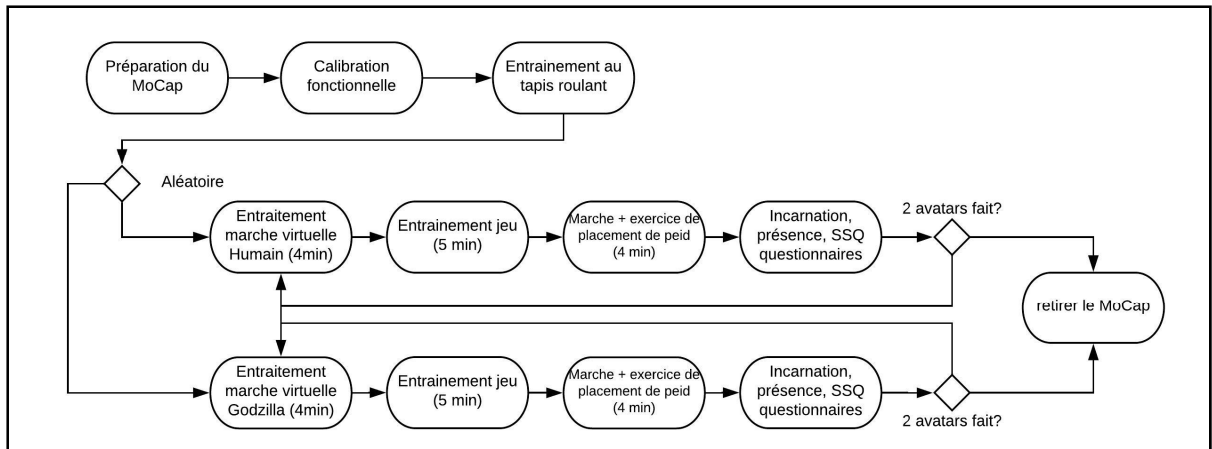 Préparation du
MoCap
Calibration
fonctionnelle
Entrainement au
tapis roulant
Aléatoire
Entraitement
marche virtuelle
Humain (4min)
Entrainement jeu
(5 min)
Marche + exercice de
placement de peid
(4 min)
Incarnation,
présence, SSQ
questionnaires
2 avatars fait?
retirer le MoCap
Entraitement
marche virtuelle
Godzilla (4min)
Entrainement jeu
(5 min)
Marche + exercice de
placement de peid
(4 min)
Incarnation,
présence, SSQ
questionnaires
2 avatars fait?